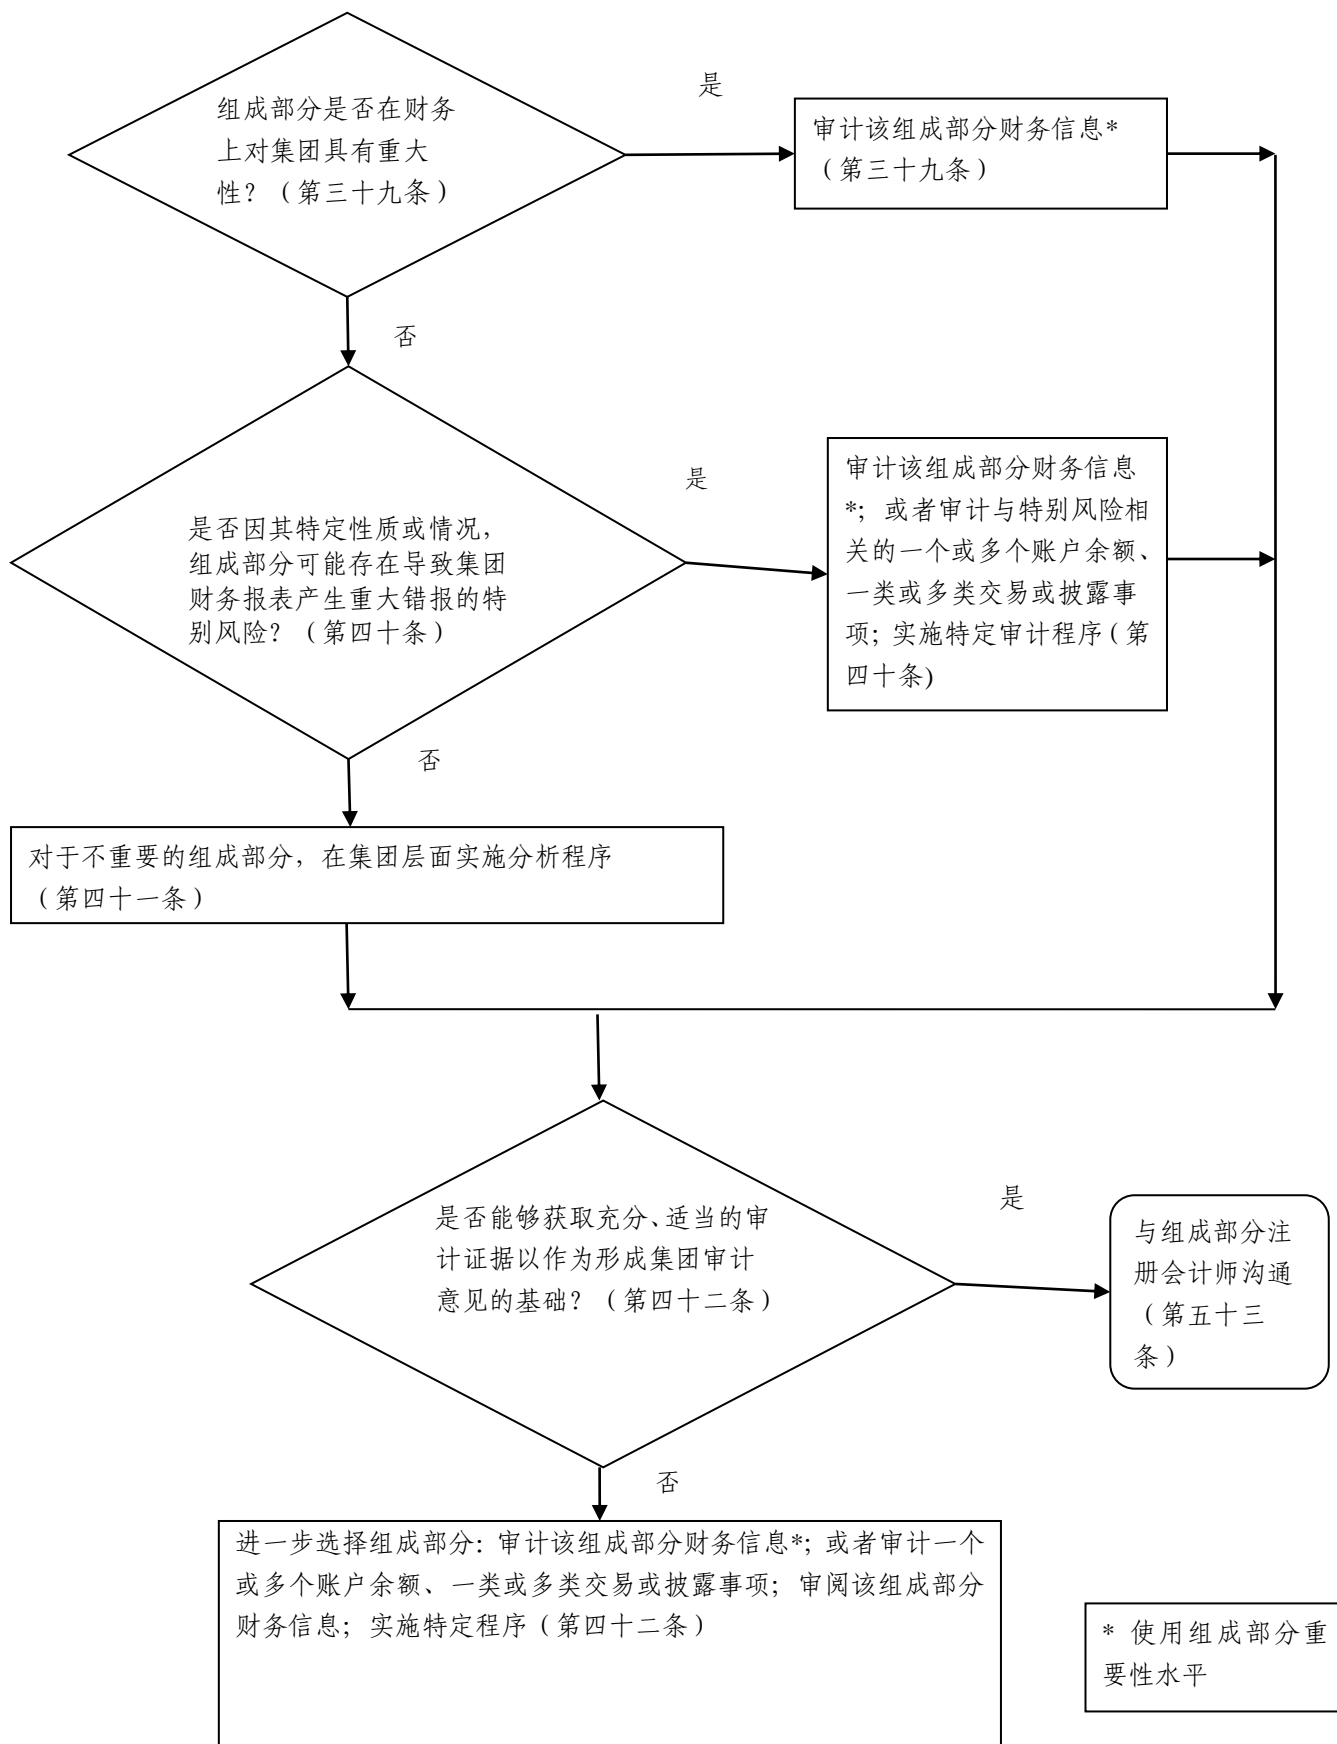 是
组成部分是否在财务
上对集团具有重大
性？（第三十九条）
审计该组成部分财务信息*
（第三十九条）
否
是
审计该组成部分财务信息
*；或者审计与特别风险相
关的一个或多个账户余额、
一类或多类交易或披露事
项；实施特定审计程序（第
四十条)
是否因其特定性质或情况，
组成部分可能存在导致集团
财务报表产生重大错报的特
别风险？（第四十条）
否
对于不重要的组成部分，在集团层面实施分析程序
（第四十一条）
是
是否能够获取充分、适当的审
计证据以作为形成集团审计
意见的基础？（第四十二条）
与组成部分注
册会计师沟通
（第五十三
条）
否
进一步选择组成部分：审计该组成部分财务信息*；或者审计一个
或多个账户余额、一类或多类交易或披露事项；审阅该组成部分
财务信息；实施特定程序（第四十二条）
* 使用组成部分重
要性水平